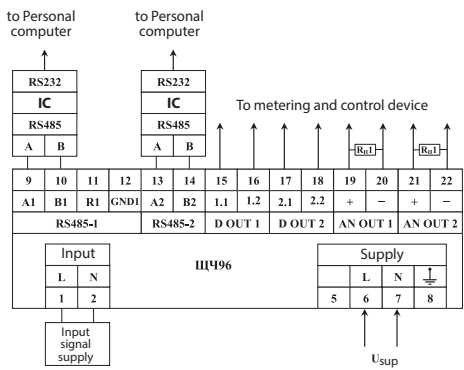 to Personal computer
to Personal computer
RS232
RS232
IC
IC
To metering and control device
RS485
RS485
A B
A B
Rн1
Rн1
9 10 11 12 13 14 15 16 17 18 19 20 21 22
A1 B1 R1 GND1 A2 B2 1.1 1.2 2.1 2.2 + − + −
RS485-1 RS485-2 D OUT 1 D OUT 2 AN OUT 1 AN OUT 2
Input
ЩЧ96
Supply
L N
L N
1 2
5 6 7 8
Input signal supply
Usup